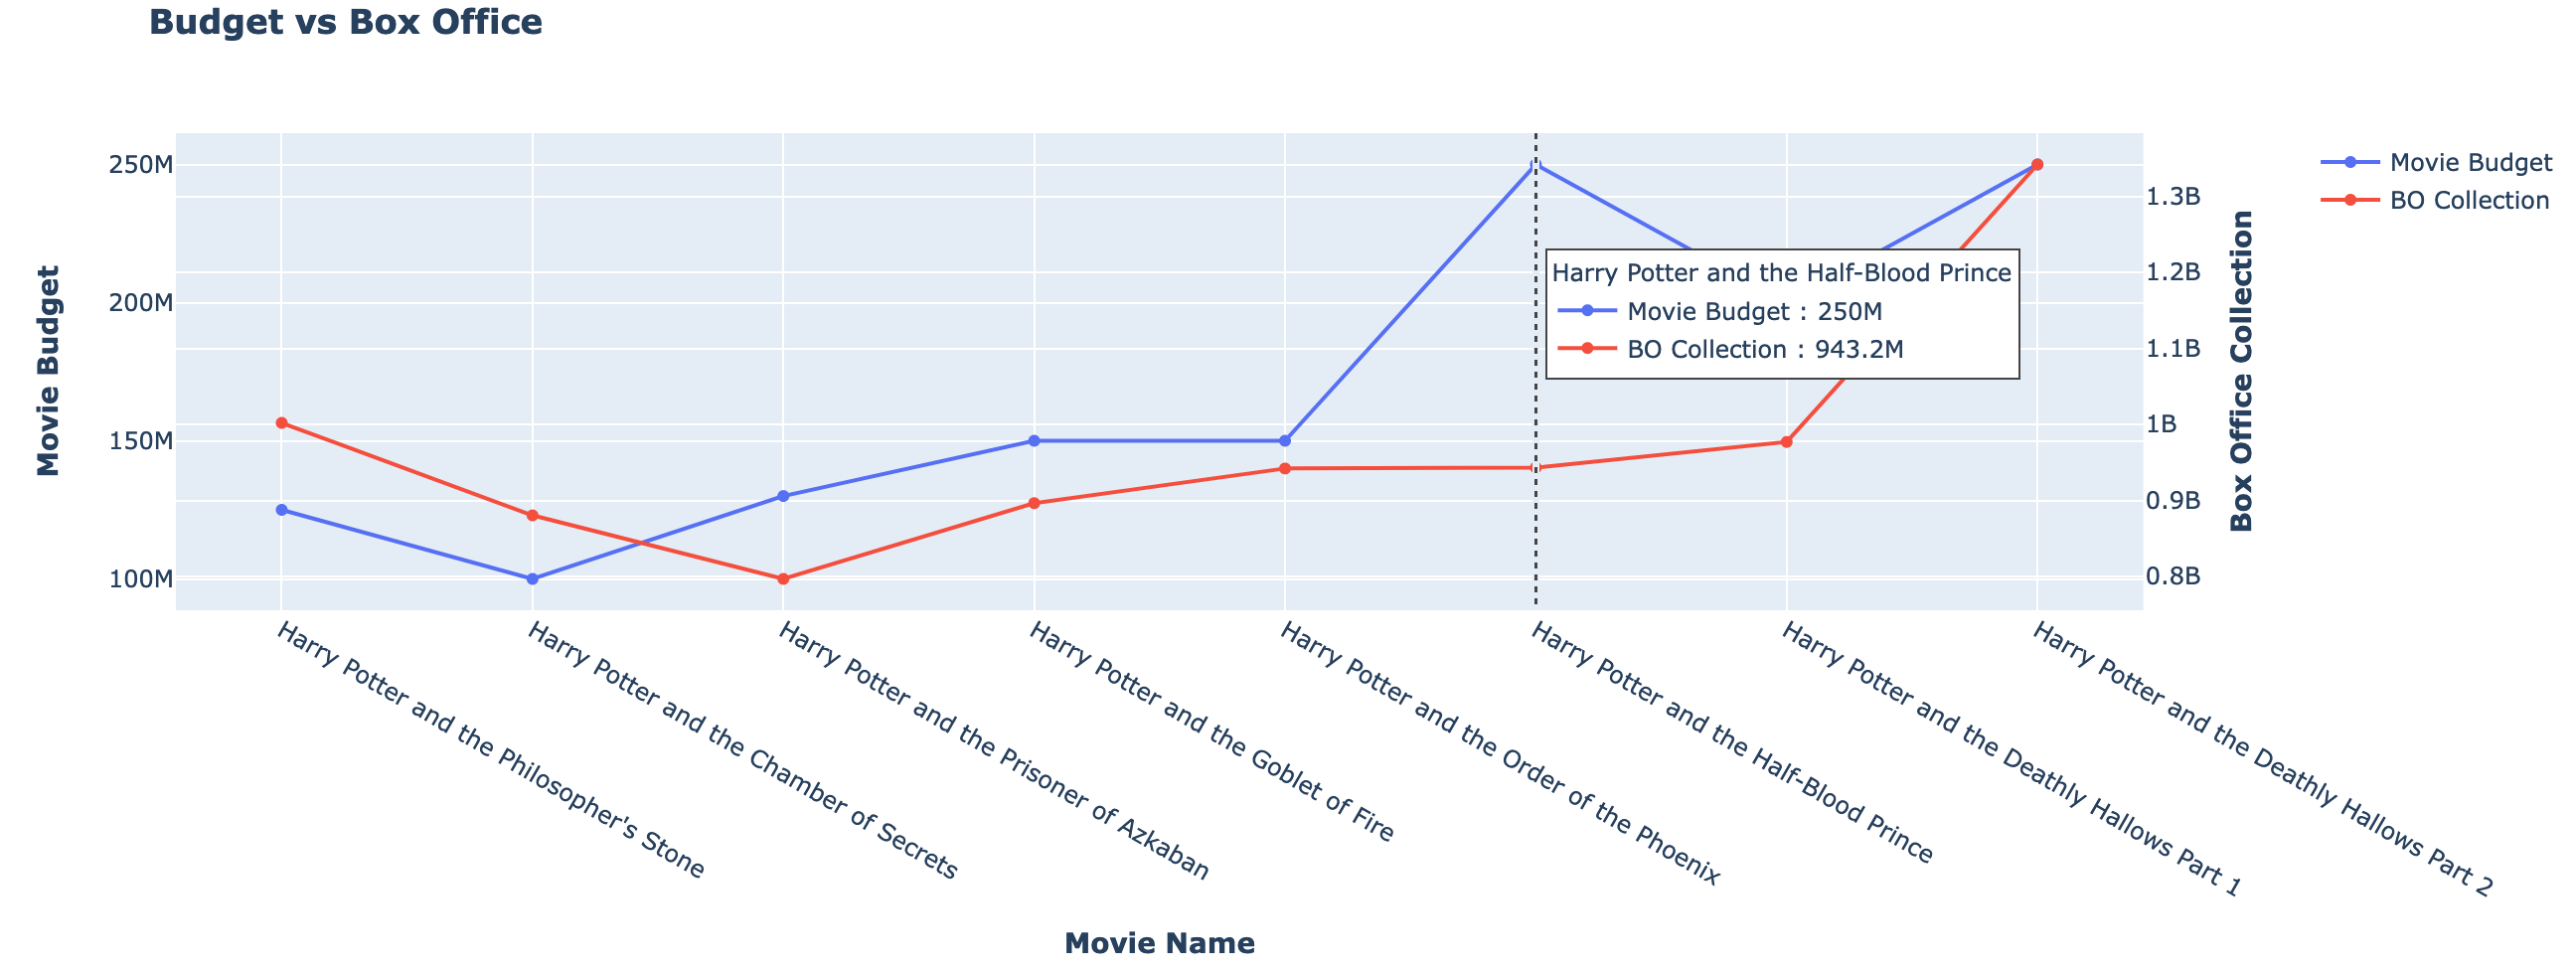 Budget vs Box Office
Movie Budget
250M
200M
150M
100M
1.3B
1.2B
1.1B
1B
0.9B
0.8B
Box Office Collection
Movie Budget
BO Collection
Harry Potter and the Half-Blood Prince
Movie Budget : 250M
BO Collection : 943.2M
Harry Potter and the Philosopher's Stone
Harry Potter and the Chamber of Secrets
Harry Potter and the Prisoner of Azkaban
Harry Potter and the Goblet of Fire
Harry Potter and the Order of the Phoenix
Harry Potter and the Half-Blood Prince
Harry Potter and the Deathly Hallows Part 1
Harry Potter and the Deathly Hallows Part 2
Movie Name